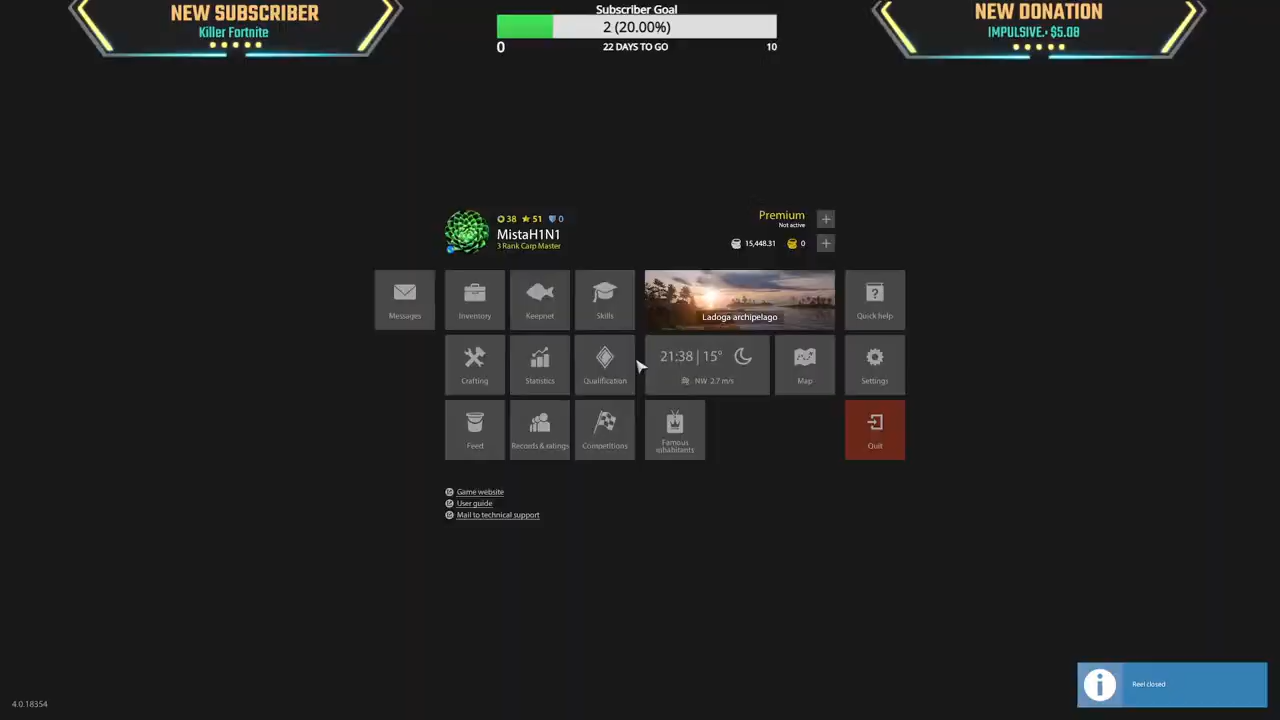 NEW SUBSCRIBER
Killer Fortnite
Subscriber Goal
2 (20.00%)
0
22 DAYS TO GO
10
NEW DONATION
IMPULSIVE.: $5.08
38 51 0
MistaH1N1
3 Rank Carp Master
Premium
Not active
15,448.31 0
Messages
Inventory
Keepnet
Skills
Ladoga archipelago
Quick help
Crafting
Statistics
Qualification
21:38 | 15°
NW 2.7 m/s
Map
Settings
Feed
Records & ratings
Competitions
Famous
inhabitants
Quit
Game website
User guide
Mail to technical support
Reel closed
4.0.18354